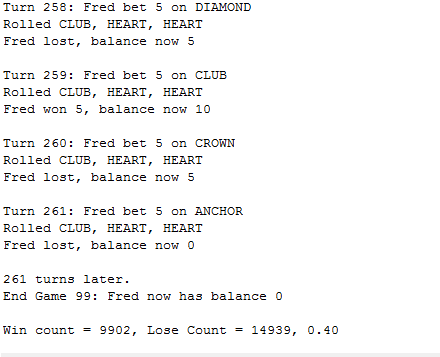 Turn 258: Fred bet 5 on DIAMOND
Rolled CLUB, HEART, HEART
Fred lost, balance now 5
Turn 259: Fred bet 5 on CLUB
Rolled CLUB, HEART, HEART
Fred won 5, balance now 10
Turn 260: Fred bet 5 on CROWN
Rolled CLUB, HEART, HEART
Fred lost, balance now 5
Turn 261: Fred bet 5 on ANCHOR
Rolled CLUB, HEART, HEART
Fred lost, balance now 0
261 turns later.
End Game 99: Fred now has balance 0
Win count = 9902, Lose Count = 14939, 0.40